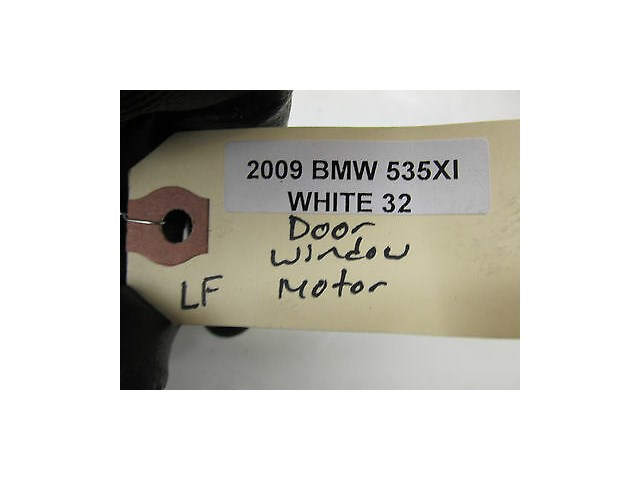 2009 BMW 535XI
WHITE 32
Door
Window
LF Motor